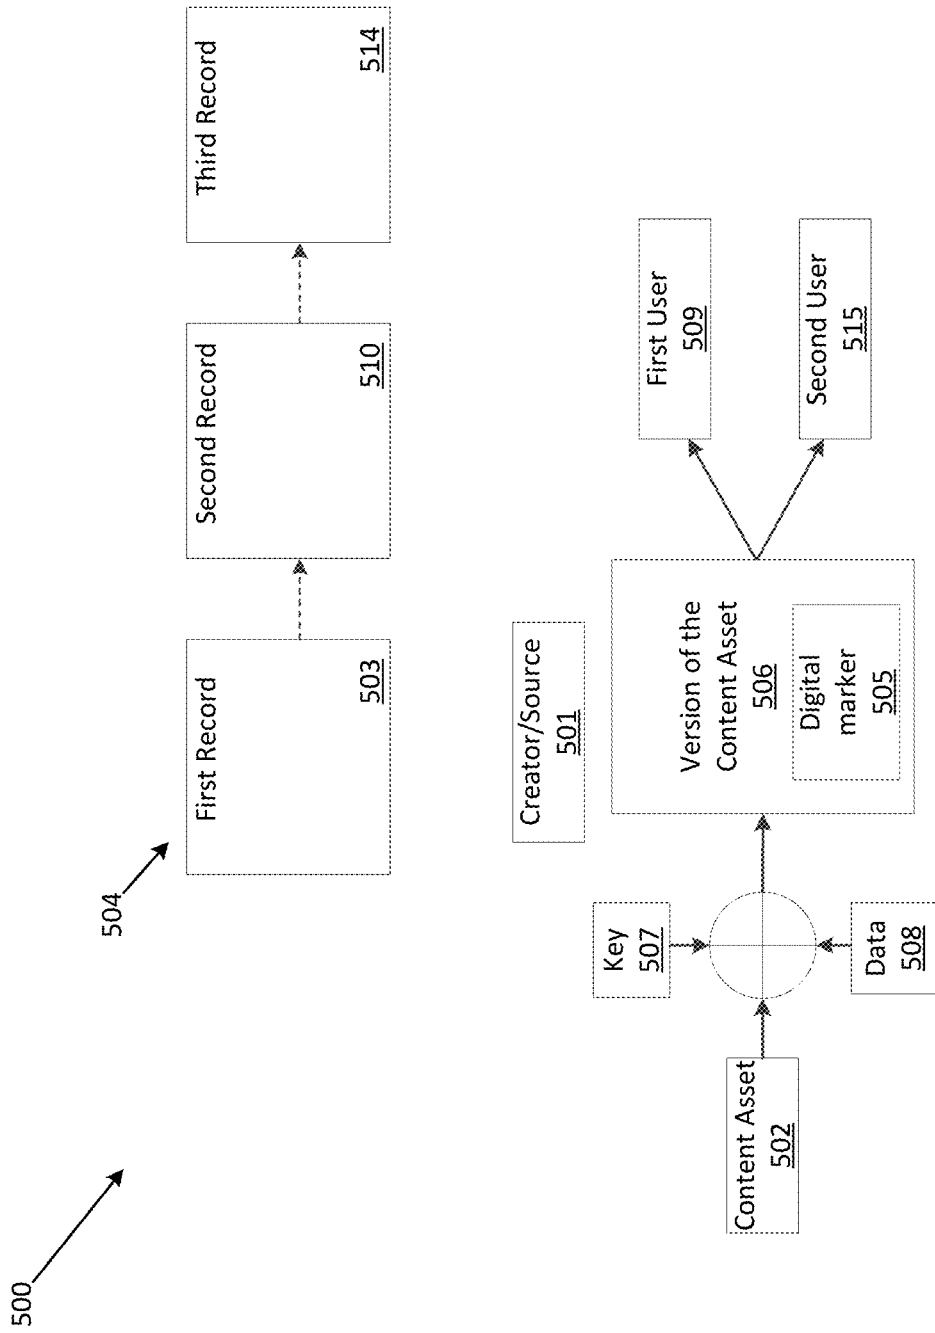 500
504
First Record
503
Second Record
510
Third Record
514
Creator/Source
501
Content Asset
502
Key
507
Data
508
Version of the
Content Asset
506
Digital
marker
505
First User
509
Second User
515